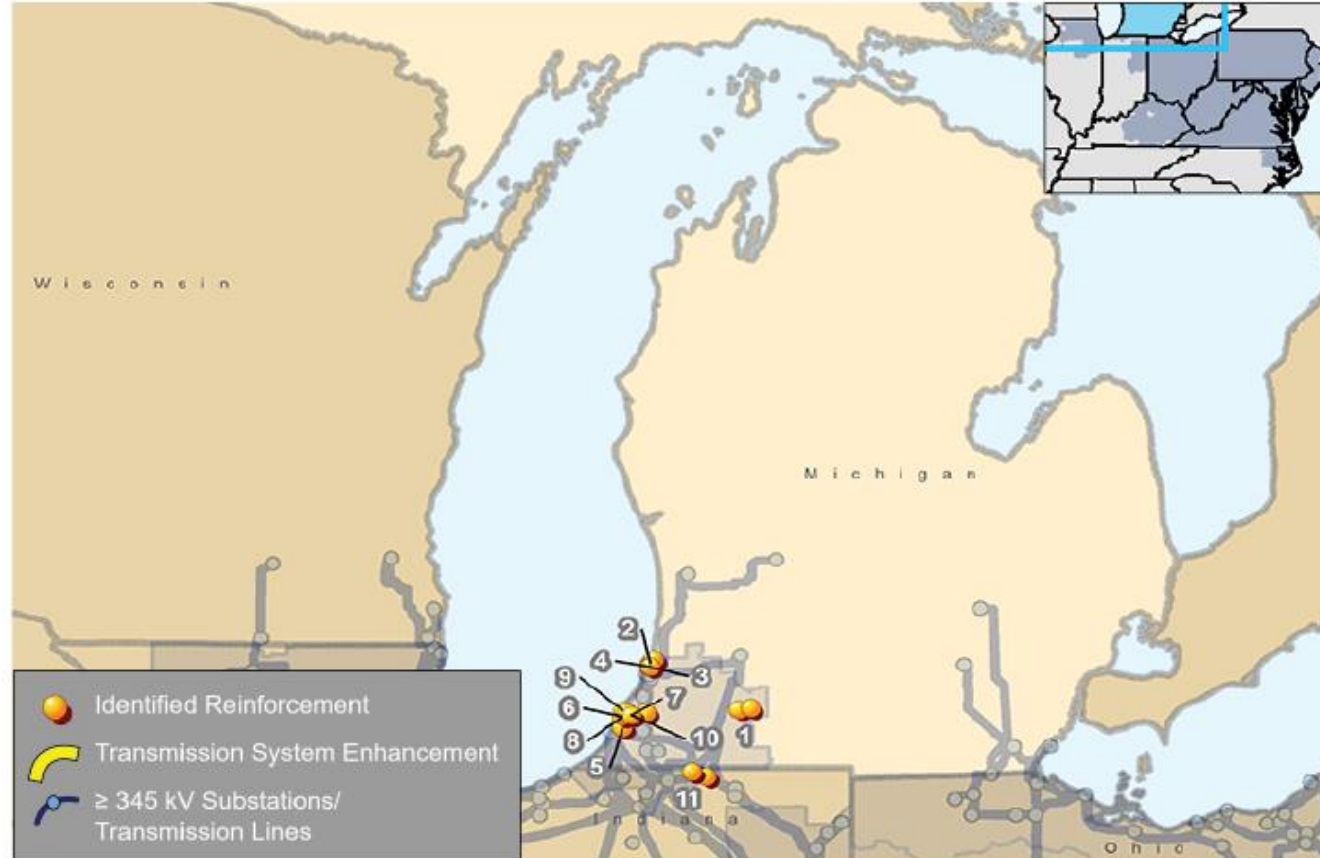 Wisconsin
Michigan
2
4
3
9
7
6
8
10
1
5
11
Indiana
Ohio
Identified Reinforcement
Transmission System Enhancement
≥ 345 kV Substations/
Transmission Lines